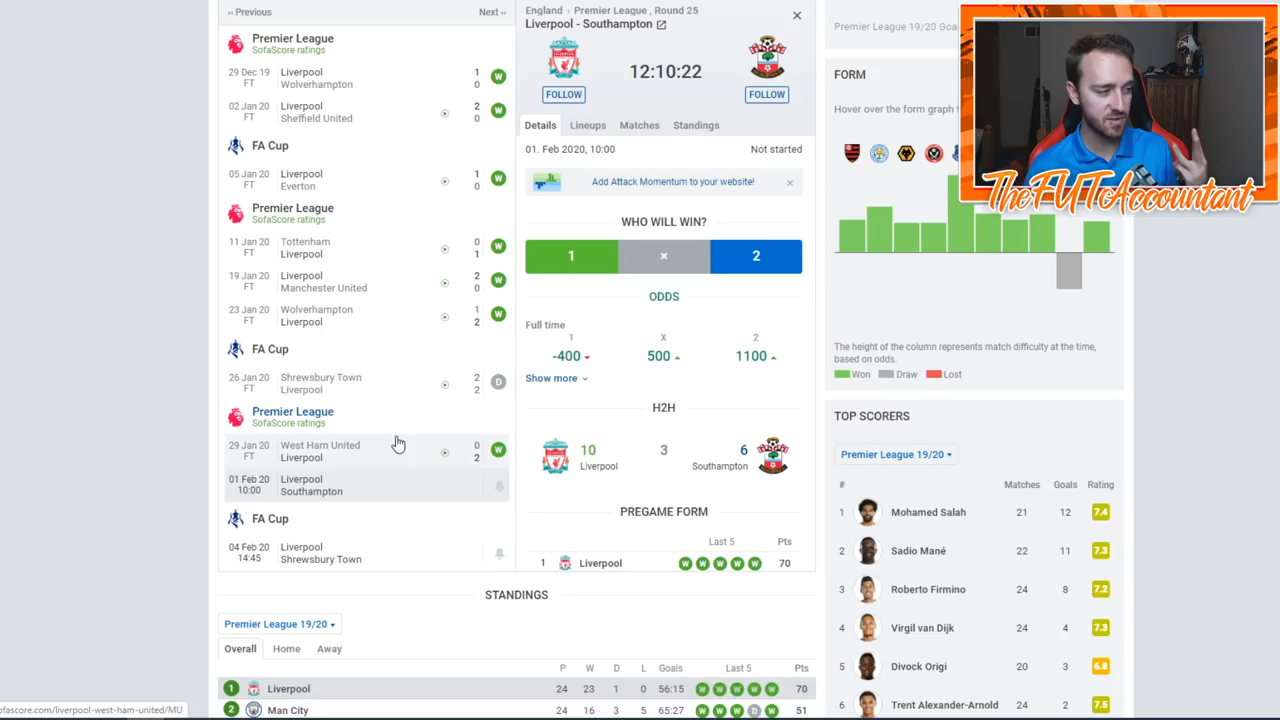 ‹‹ Previous
Next ››
Premier League
SofaScore ratings
29 Dec 19 Liverpool 1 W
FT Wolverhampton 0
02 Jan 20 Liverpool 2 W
FT Sheffield United 0
FA Cup
05 Jan 20 Liverpool 1 W
FT Everton 0
Premier League
SofaScore ratings
11 Jan 20 Tottenham 0 W
FT Liverpool 1
19 Jan 20 Liverpool 2 W
FT Manchester United 0
23 Jan 20 Wolverhampton 1 W
FT Liverpool 2
FA Cup
26 Jan 20 Shrewsbury Town 2 D
FT Liverpool 2
Premier League
SofaScore ratings
29 Jan 20 West Ham United 0 W
FT Liverpool 2
01 Feb 20 Liverpool
10:00 Southampton
FA Cup
04 Feb 20 Liverpool
14:45 Shrewsbury Town
England › Premier League , Round 25
Liverpool - Southampton
12:10:22
FOLLOW FOLLOW
Details Lineups Matches Standings
01. Feb 2020, 10:00 Not started
Add Attack Momentum to your website!
WHO WILL WIN?
1 × 2
ODDS
Full time
1 X 2
-400 500 1100
Show more
H2H
10 3 6
Liverpool Southampton
PREGAME FORM
Last 5 Pts
1 Liverpool W W W W W 70
STANDINGS
Premier League 19/20
Overall Home Away
P W D L Goals Last 5 Pts
1 Liverpool 24 23 1 0 56:15 W W W W W 70
2 Man City 24 16 3 5 65:27 W W W D W 51
Premier League 19/20 Goa
FORM
Hover over the form graph t
The height of the column represents match difficulty at the time,
based on odds.
Won Draw Lost
TOP SCORERS
Premier League 19/20
# Matches Goals Rating
1 Mohamed Salah 21 12 7.4
2 Sadio Mané 22 11 7.3
3 Roberto Firmino 24 8 7.2
4 Virgil van Dijk 24 4 7.3
5 Divock Origi 20 3 6.8
6 Trent Alexander-Arnold 24 2 7.5
TheFUTAccountant
ofascore.com/liverpool-west-ham-united/MU